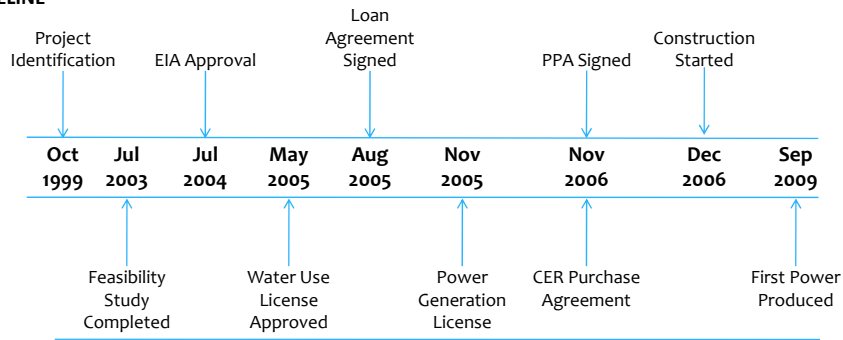 Project
Identification
EIA Approval
Loan
Agreement
Signed
PPA Signed
Construction
Started
Oct
1999
Jul
2003
Jul
2004
May
2005
Aug
2005
Nov
2005
Nov
2006
Dec
2006
Sep
2009
Feasibility
Study
Completed
Water Use
License
Approved
Power
Generation
License
CER Purchase
Agreement
First Power
Produced